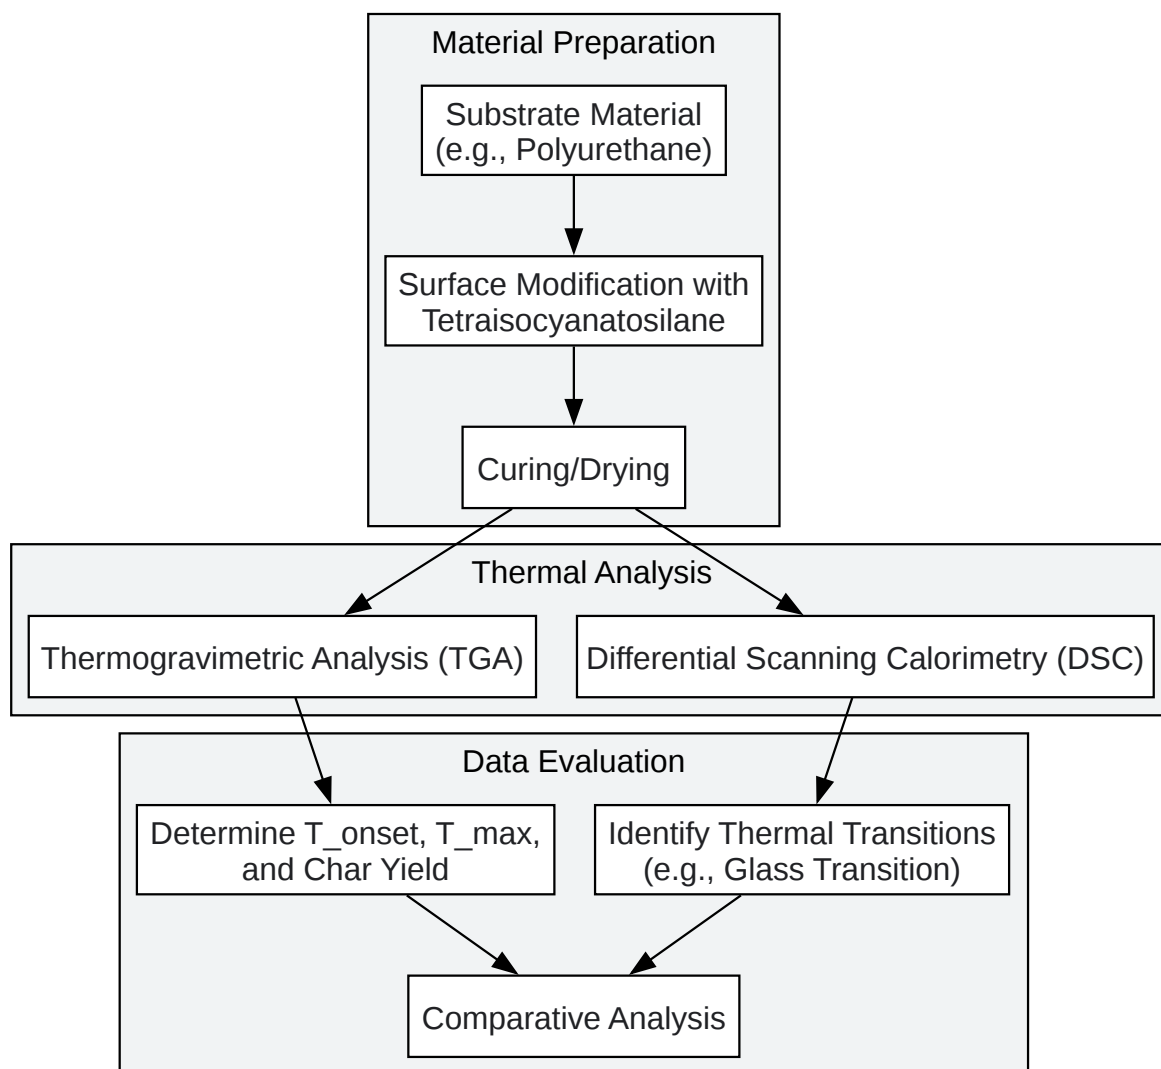 Material Preparation
Substrate Material
(e.g., Polyurethane)
Surface Modification with
Tetraisocyanatosilane
Curing/Drying
Thermal Analysis
Thermogravimetric Analysis (TGA)
Differential Scanning Calorimetry (DSC)
Data Evaluation
Determine T_onset, T_max,
and Char Yield
Identify Thermal Transitions
(e.g., Glass Transition)
Comparative Analysis